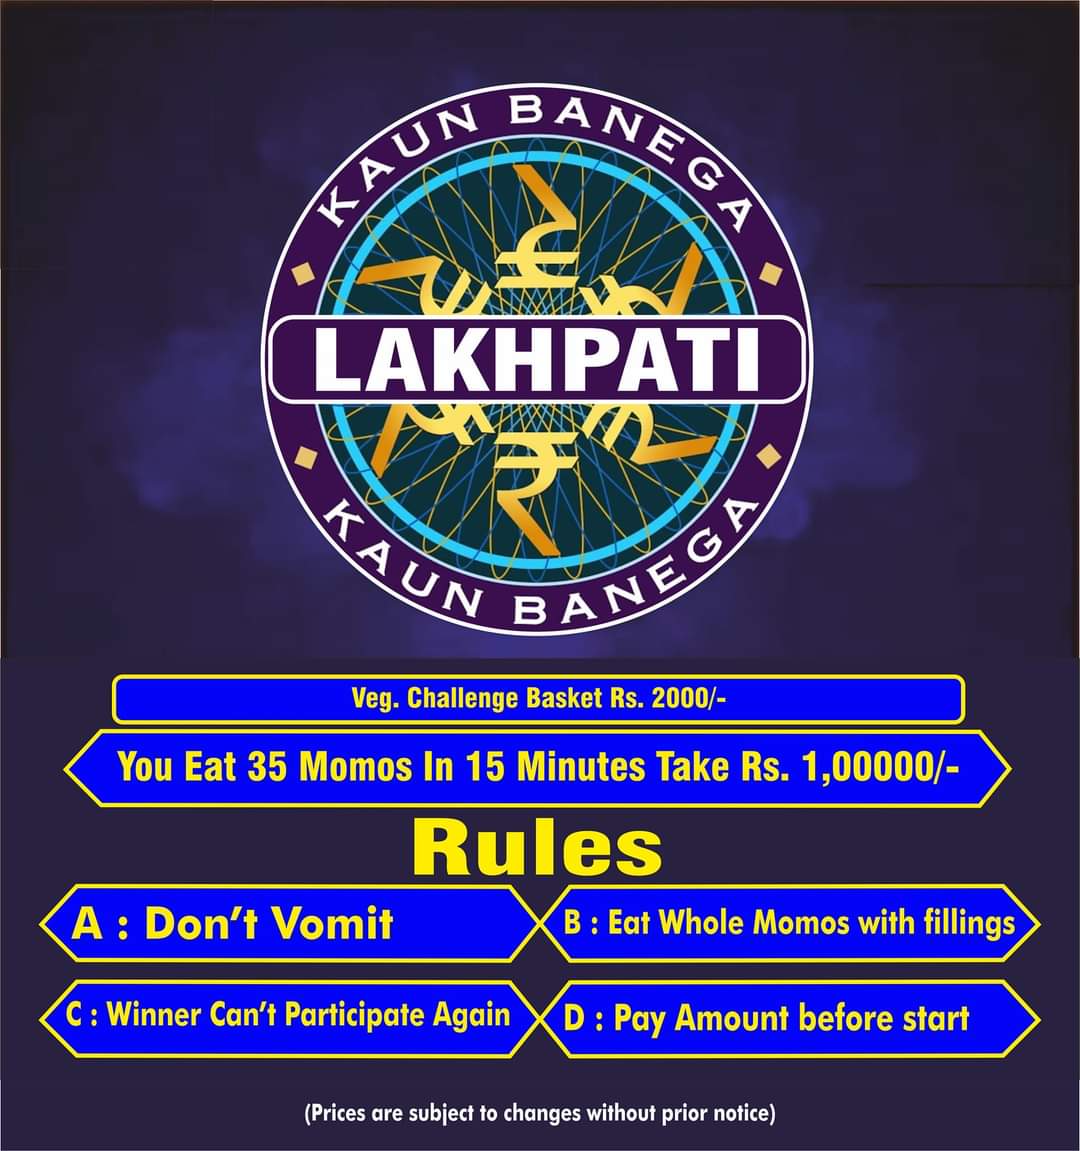 KAUN BANEGA
LAKHPATI
KAUN BANEGA
Veg. Challenge Basket Rs. 2000/-
You Eat 35 Momos In 15 Minutes Take Rs. 1,00000/-
Rules
A : Don't Vomit
B : Eat Whole Momos with fillings
C : Winner Can't Participate Again
D : Pay Amount before start
(Prices are subject to changes without prior notice)